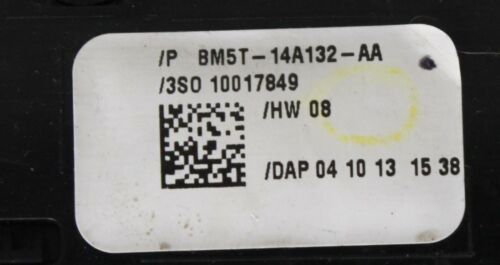 /P BM5T-14A132-AA
/3SO 10017849
/HW 08
/DAP 04 10 13 15 38